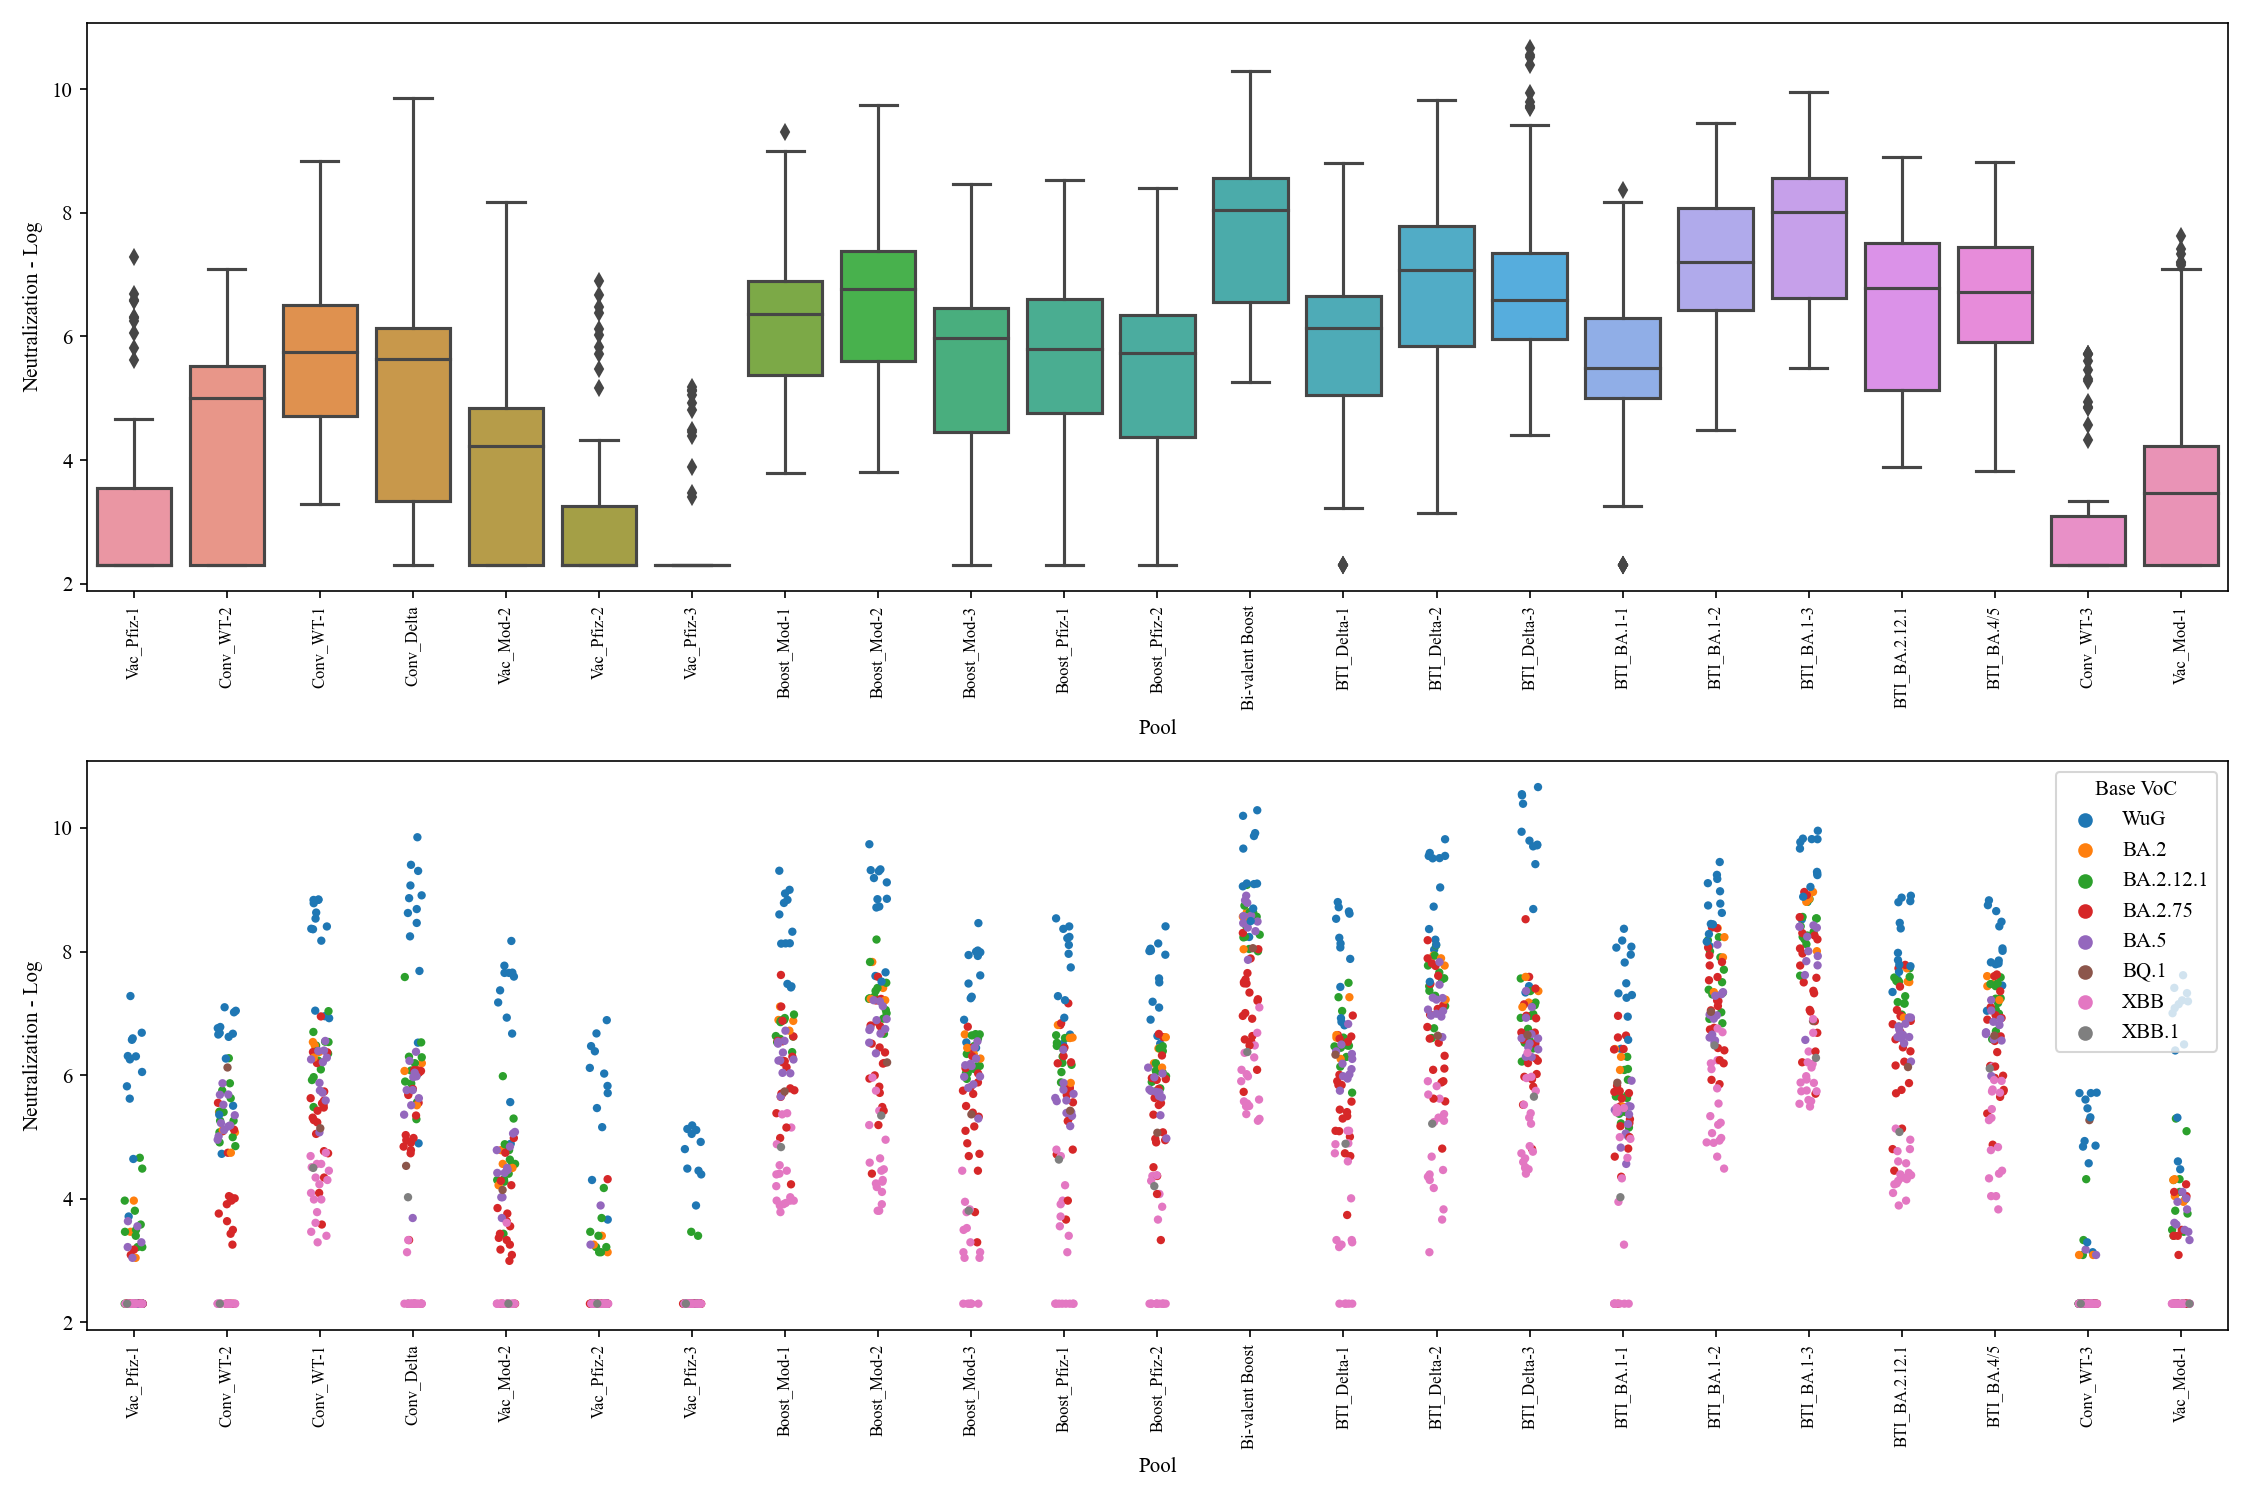 Neutralization - Log
10
8
6
4
2
Vac_Pfiz-1
Conv_WT-2
Conv_WT-1
Conv_Delta
Vac_Mod-2
Vac_Pfiz-2
Vac_Pfiz-3
Boost_Mod-1
Boost_Mod-2
Boost_Mod-3
Boost_Pfiz-1
Boost_Pfiz-2
Bi-valent Boost
BTI_Delta-1
BTI_Delta-2
BTI_Delta-3
BTI_BA.1-1
BTI_BA.1-2
BTI_BA.1-3
BTI_BA.2.12.1
BTI_BA.4/5
Conv_WT-3
Vac_Mod-1
Pool
Neutralization - Log
10
8
6
4
2
Base VoC
WuG
BA.2
BA.2.12.1
BA.2.75
BA.5
BQ.1
XBB
XBB.1
Vac_Pfiz-1
Conv_WT-2
Conv_WT-1
Conv_Delta
Vac_Mod-2
Vac_Pfiz-2
Vac_Pfiz-3
Boost_Mod-1
Boost_Mod-2
Boost_Mod-3
Boost_Pfiz-1
Boost_Pfiz-2
Bi-valent Boost
BTI_Delta-1
BTI_Delta-2
BTI_Delta-3
BTI_BA.1-1
BTI_BA.1-2
BTI_BA.1-3
BTI_BA.2.12.1
BTI_BA.4/5
Conv_WT-3
Vac_Mod-1
Pool